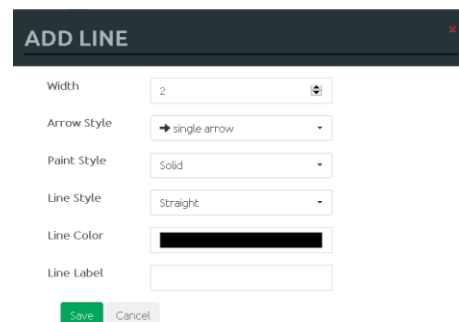 ADD LINE
Width
2
Arrow Style
single arrow
Paint Style
Solid
Line Style
Straight
Line Color
Line Label
Save Cancel